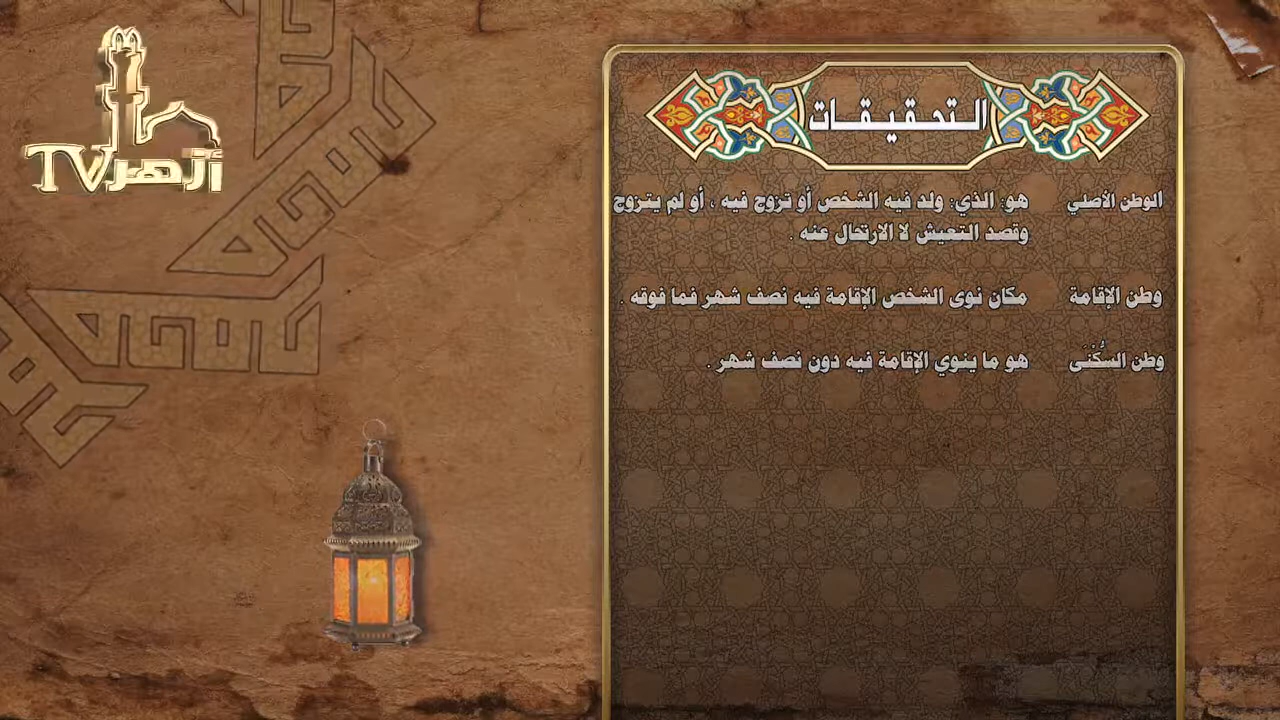 أزهر TV
التحقيقات
الوطن الأصلي هو: الذي: ولد فيه الشخص أو تزوج فيه ، أو لم يتزوج
وقصد التعيش لا الارتحال عنه .
وطن الإقامة مكان نوى الشخص الإقامة فيه نصف شهر فما فوقه .
وطن السُّكْنَى هو ما ينوي الإقامة فيه دون نصف شهر .